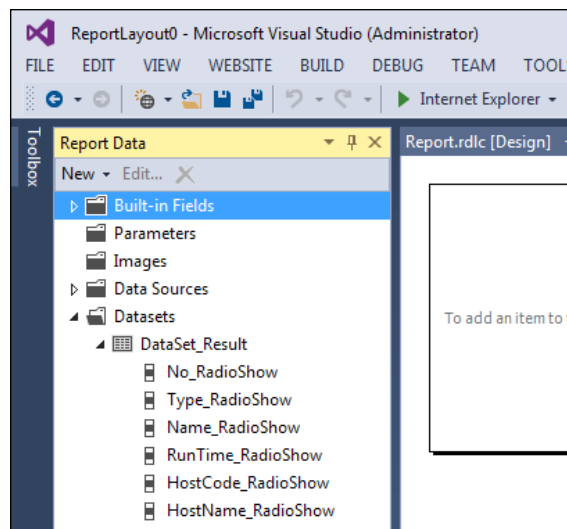 ReportLayout0 - Microsoft Visual Studio (Administrator)
FILE EDIT VIEW WEBSITE BUILD DEBUG TEAM TOOL
Internet Explorer
Toolbox
Report Data
Report.rdlc [Design]
New Edit...
Built-in Fields
Parameters
Images
Data Sources
Datasets
To add an item to
DataSet_Result
No_RadioShow
Type_RadioShow
Name_RadioShow
RunTime_RadioShow
HostCode_RadioShow
HostName_RadioShow